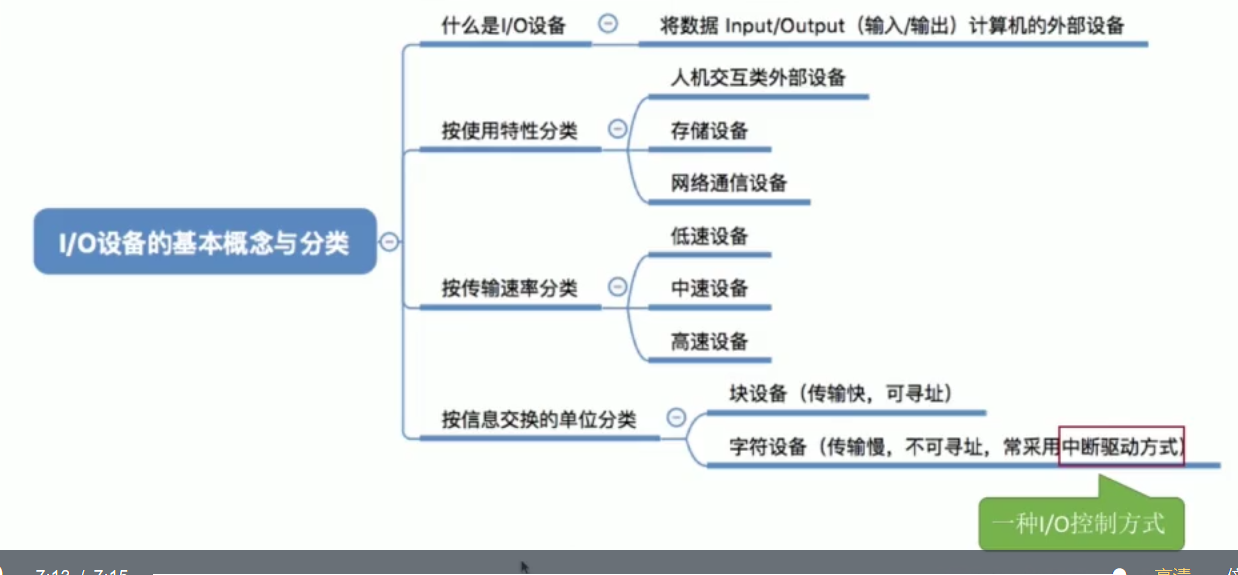 什么是I/O设备
将数据 Input/Output（输入/输出）计算机的外部设备
人机交互类外部设备
按使用特性分类
存储设备
网络通信设备
I/O设备的基本概念与分类
低速设备
按传输速率分类
中速设备
高速设备
块设备（传输快，可寻址）
按信息交换的单位分类
字符设备（传输慢，不可寻址，常采用中断驱动方式）
一种I/O控制方式
7:13 / 7:15
高清